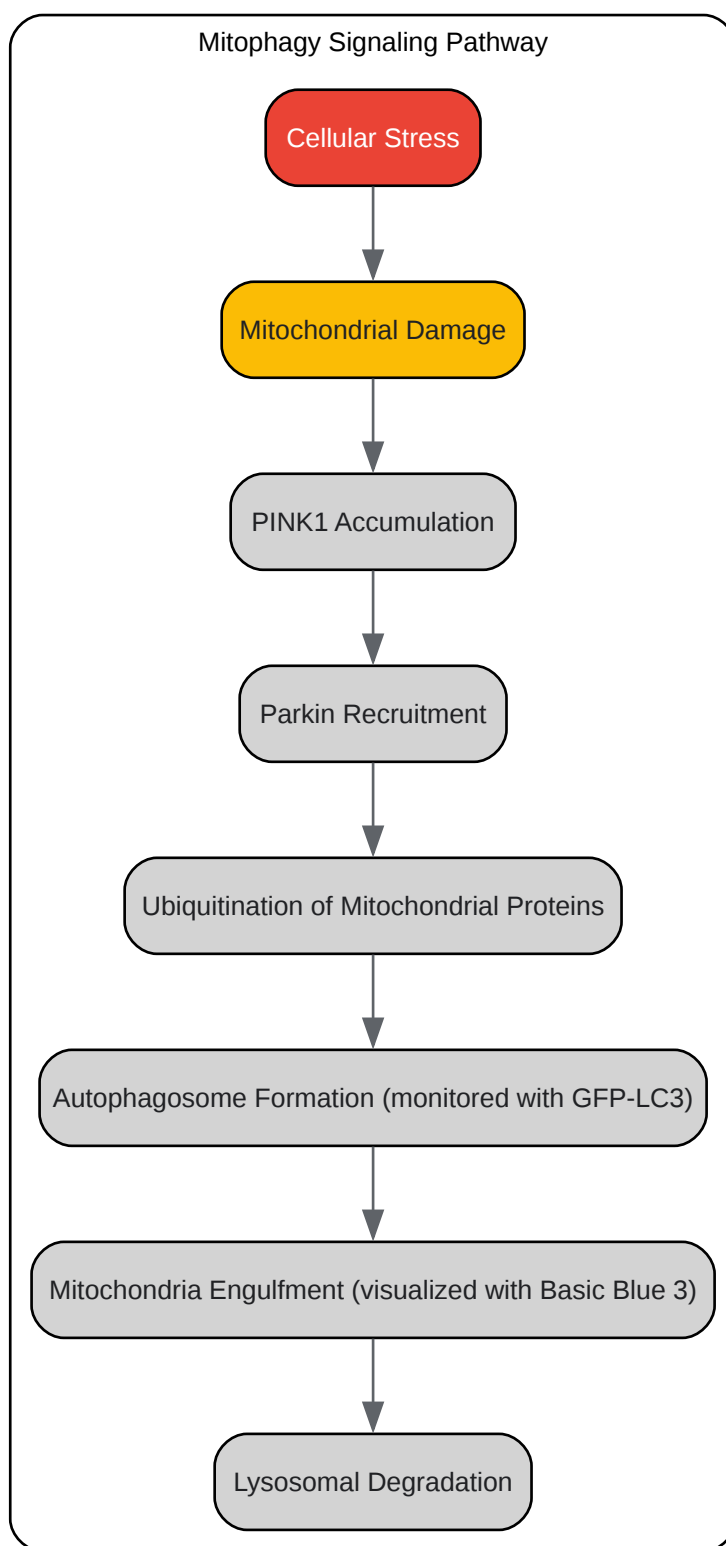 Mitophagy Signaling Pathway
Cellular Stress
Mitochondrial Damage
PINK1 Accumulation
Parkin Recruitment
Ubiquitination of Mitochondrial Proteins
Autophagosome Formation (monitored with GFP-LC3)
Mitochondria Engulfment (visualized with Basic Blue 3)
Lysosomal Degradation